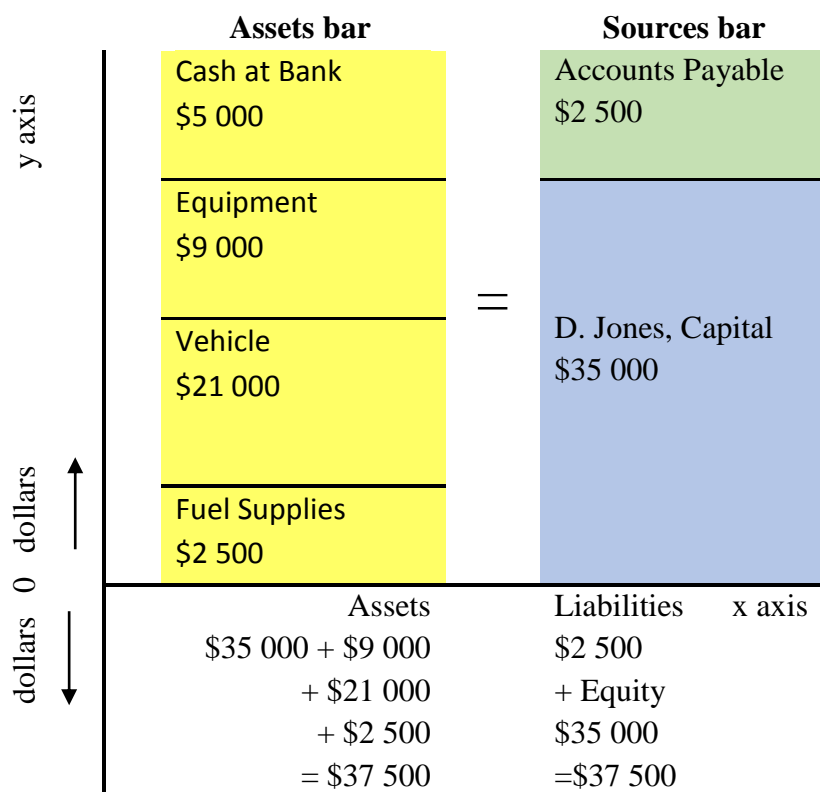 Assets bar
Sources bar
y axis
dollars 0 dollars
Cash at Bank
$5 000
Equipment
$9 000
Vehicle
$21 000
Fuel Supplies
$2 500
=
Accounts Payable
$2 500
D. Jones, Capital
$35 000
Assets
$35 000 + $9 000
+ $21 000
+ $2 500
= $37 500
Liabilities x axis
$2 500
+ Equity
$35 000
=$37 500